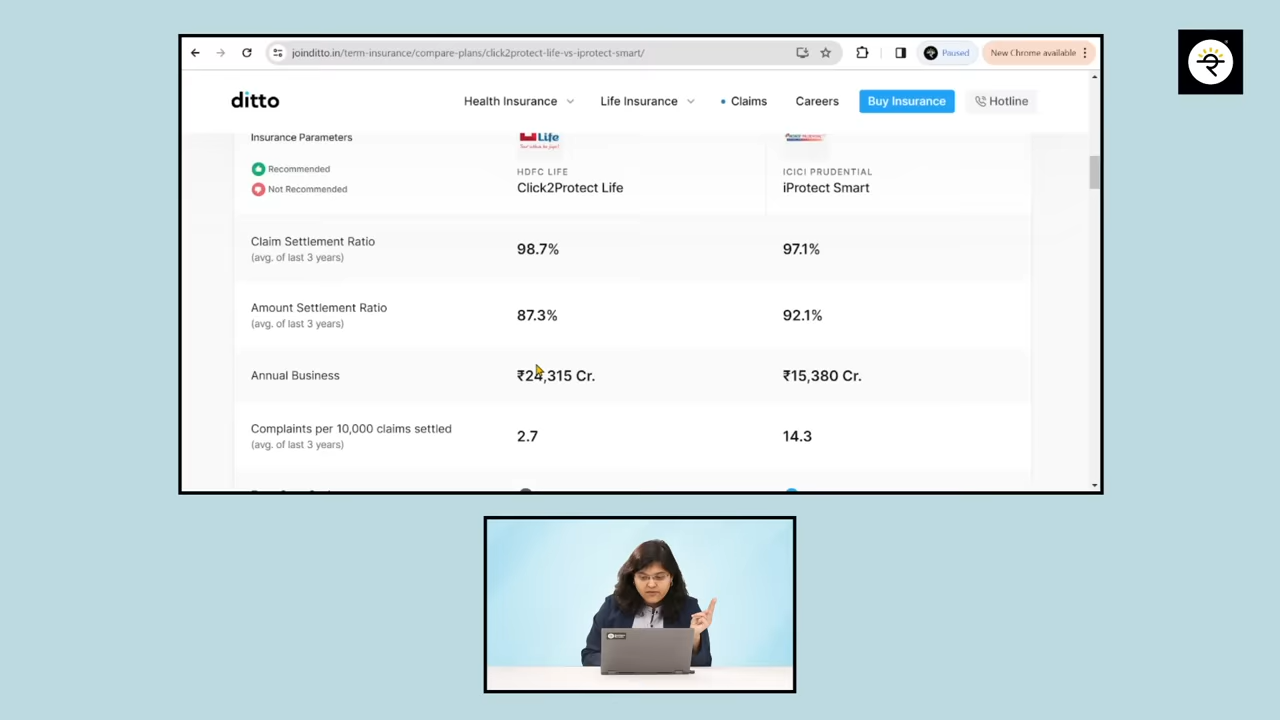 joinditto.in/term-insurance/compare-plans/click2protect-life-vs-iprotect-smart/
Paused
New Chrome available
ditto
Health Insurance
Life Insurance
Claims
Careers
Buy Insurance
Hotline
Insurance Parameters
Recommended
Not Recommended
Life
HDFC LIFE
Click2Protect Life
ICICI PRUDENTIAL
iProtect Smart
Claim Settlement Ratio
(avg. of last 3 years)
98.7%
97.1%
Amount Settlement Ratio
(avg. of last 3 years)
87.3%
92.1%
Annual Business
₹24,315 Cr.
₹15,380 Cr.
Complaints per 10,000 claims settled
(avg. of last 3 years)
2.7
14.3